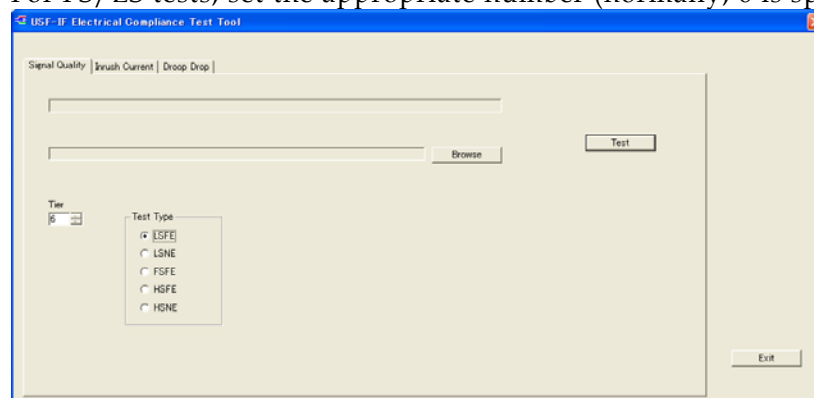 For FS/LS tests, set the appropriate number (normally, 6 is sp
USF-IF Electrical Compliance Test Tool
Signal Quality Inrush Current Droop Drop
Test
Browse
Tier
6
Test Type
LSFE
LSNE
FSFE
HSFE
HSNE
Exit